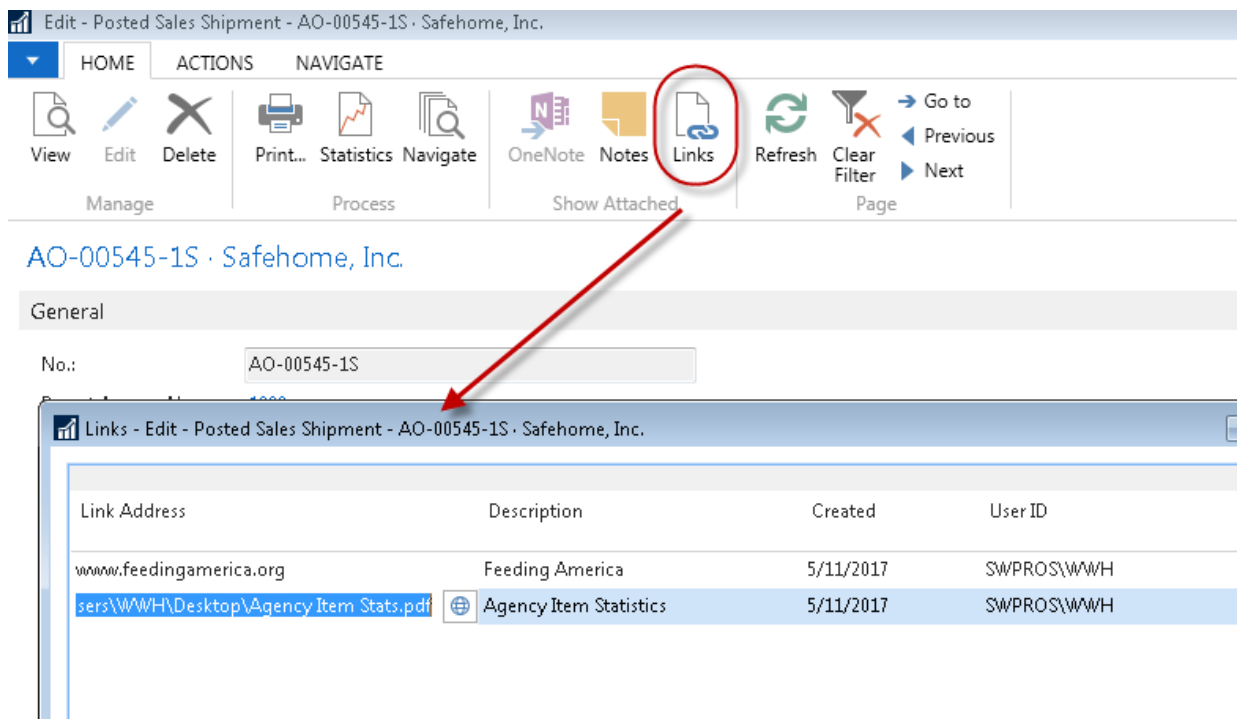 Edit - Posted Sales Shipment - AO-00545-1S · Safehome, Inc.
HOME ACTIONS NAVIGATE
View Edit Delete Print... Statistics Navigate OneNote Notes Links Refresh Clear Filter Go to
Previous
Next
Manage Process Show Attached Page
AO-00545-1S · Safehome, Inc.
General
No.: AO-00545-1S
Links - Edit - Posted Sales Shipment - AO-00545-1S · Safehome, Inc.
Link Address Description Created User ID
www.feedingamerica.org Feeding America 5/11/2017 SWPROS\WWH
sers\WWH\Desktop\Agency Item Stats.pdf Agency Item Statistics 5/11/2017 SWPROS\WWH